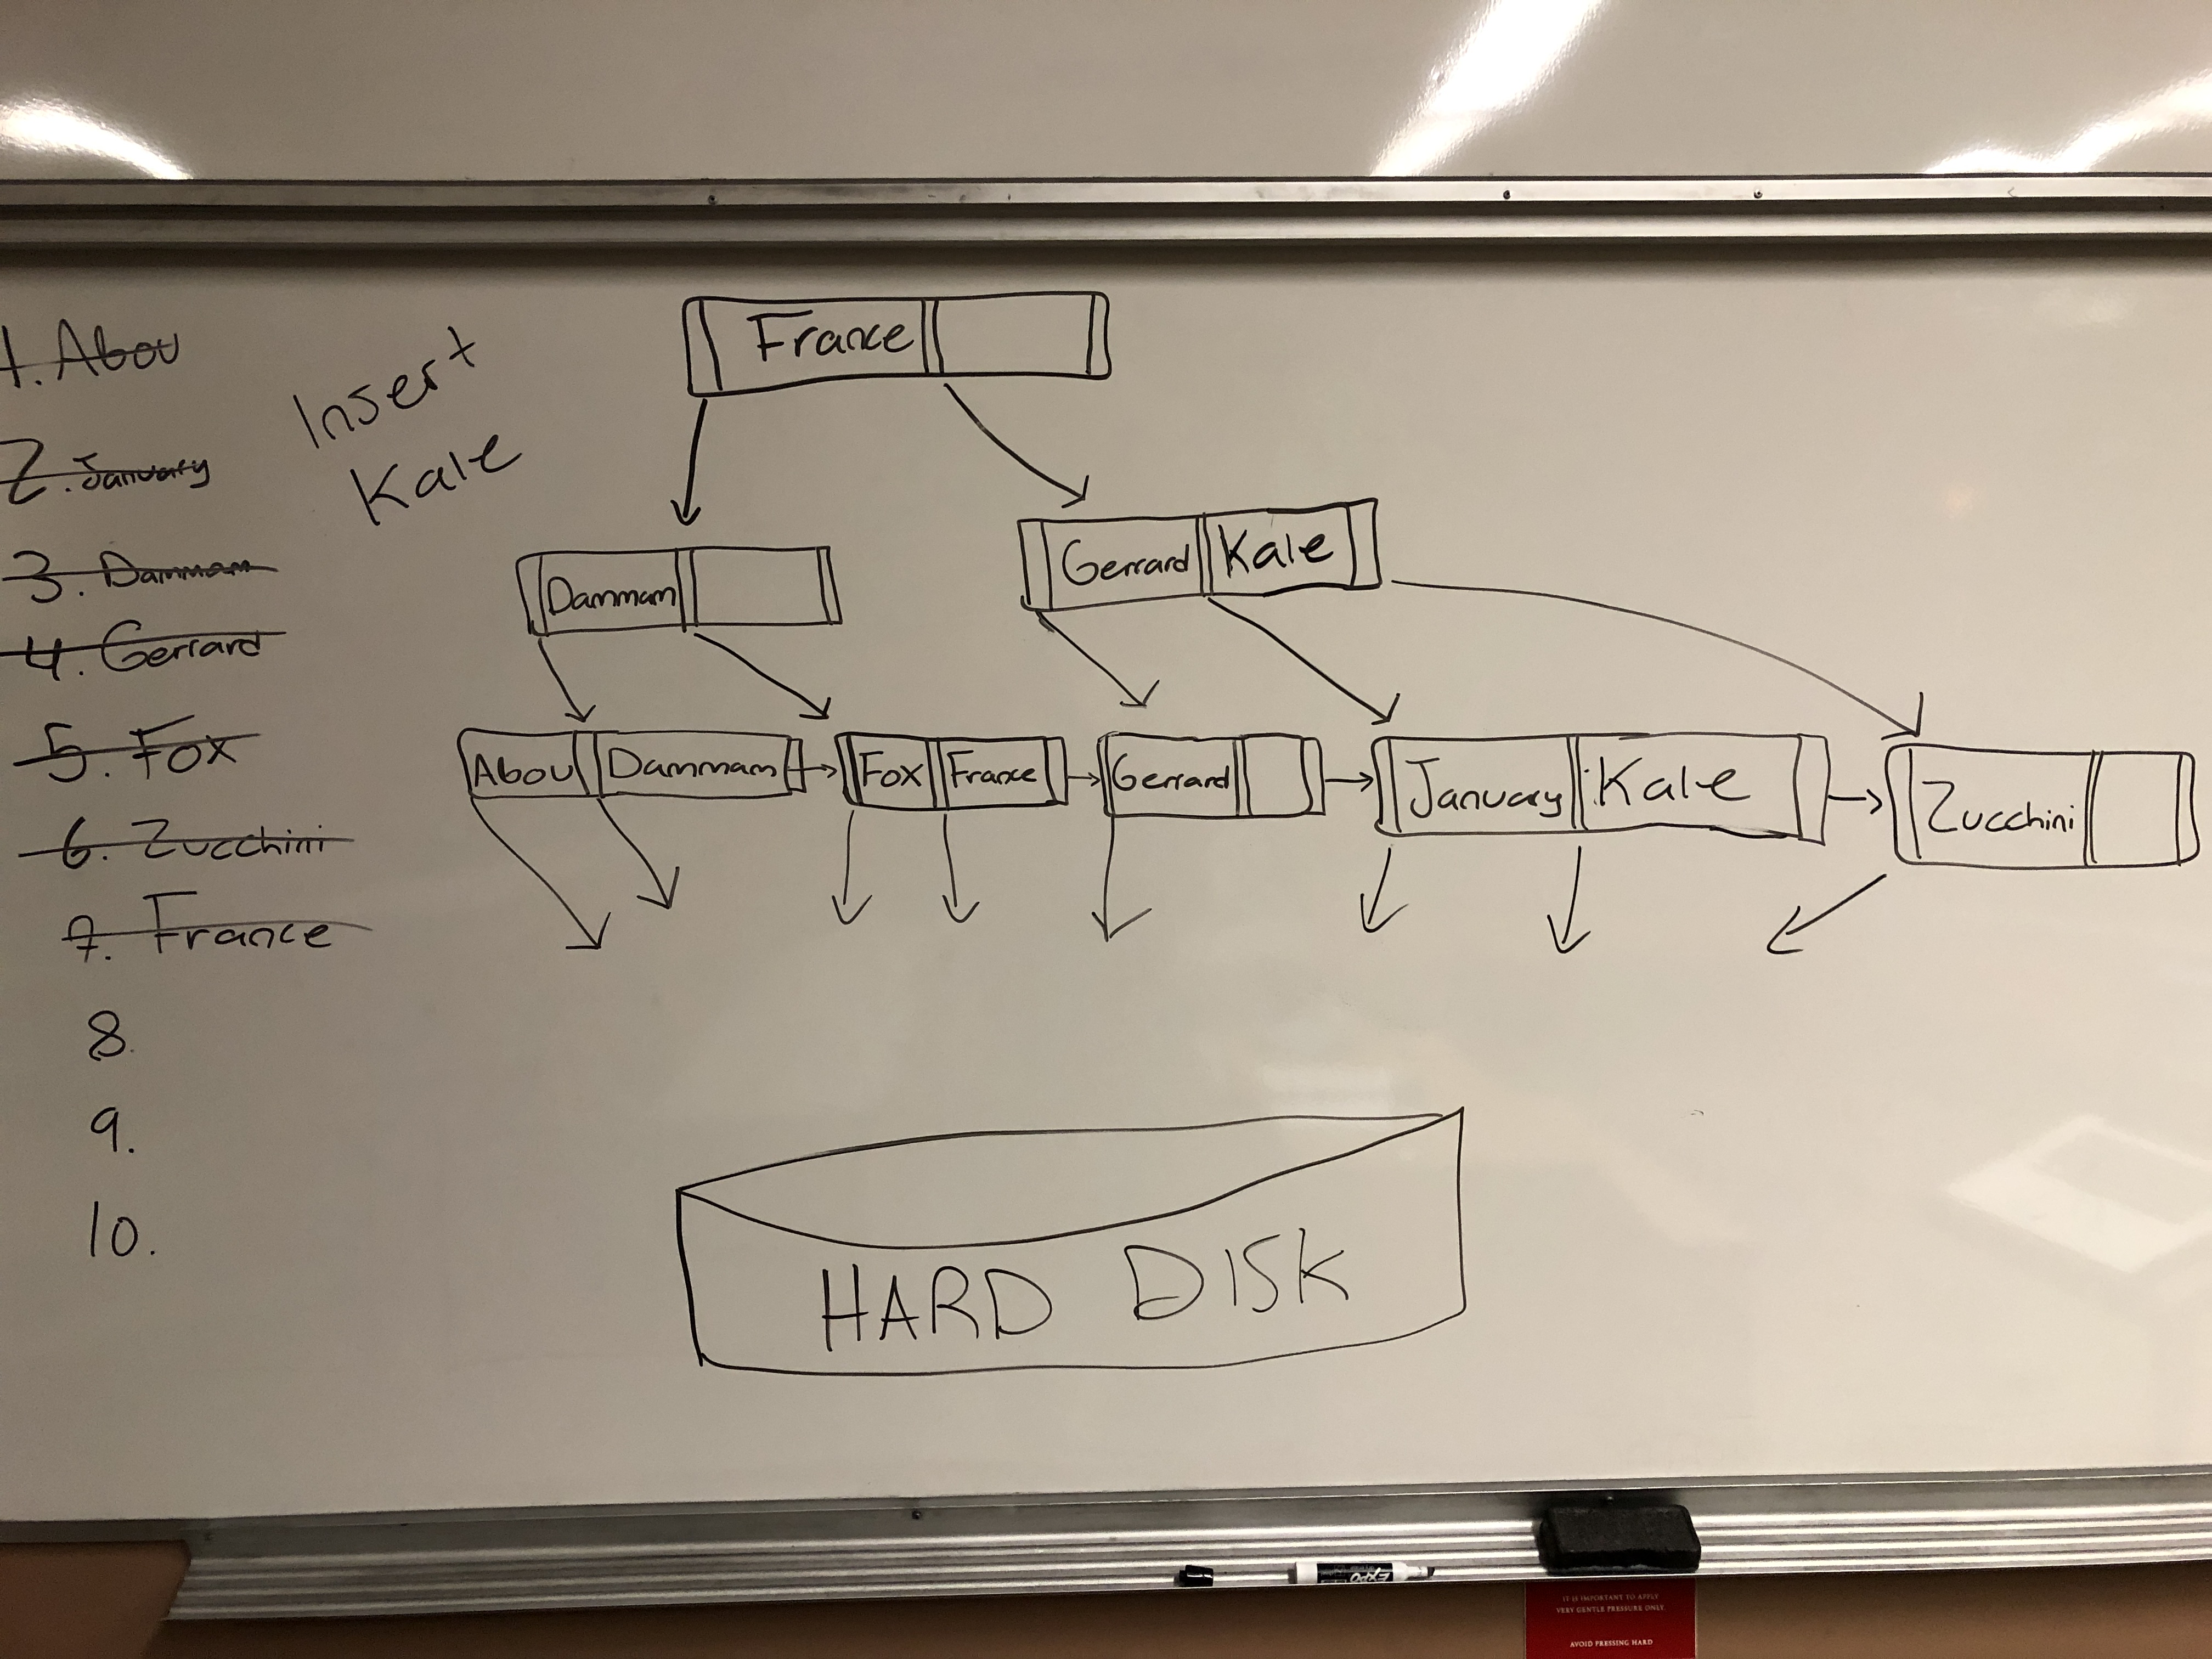 1. Abou
2. January
3. Dammam
4. Gerrard
5. Fox
6. Zucchini
7. France
8.
9.
10.
Insert
Kale
France
Dammam
Gerrard Kale
Abou Dammam
Fox France
Gerrard
January Kale
Zucchini
HARD DISK
EXPO
IT IS IMPORTANT TO APPLY
VERY GENTLE PRESSURE ONLY.
AVOID PRESSING HARD